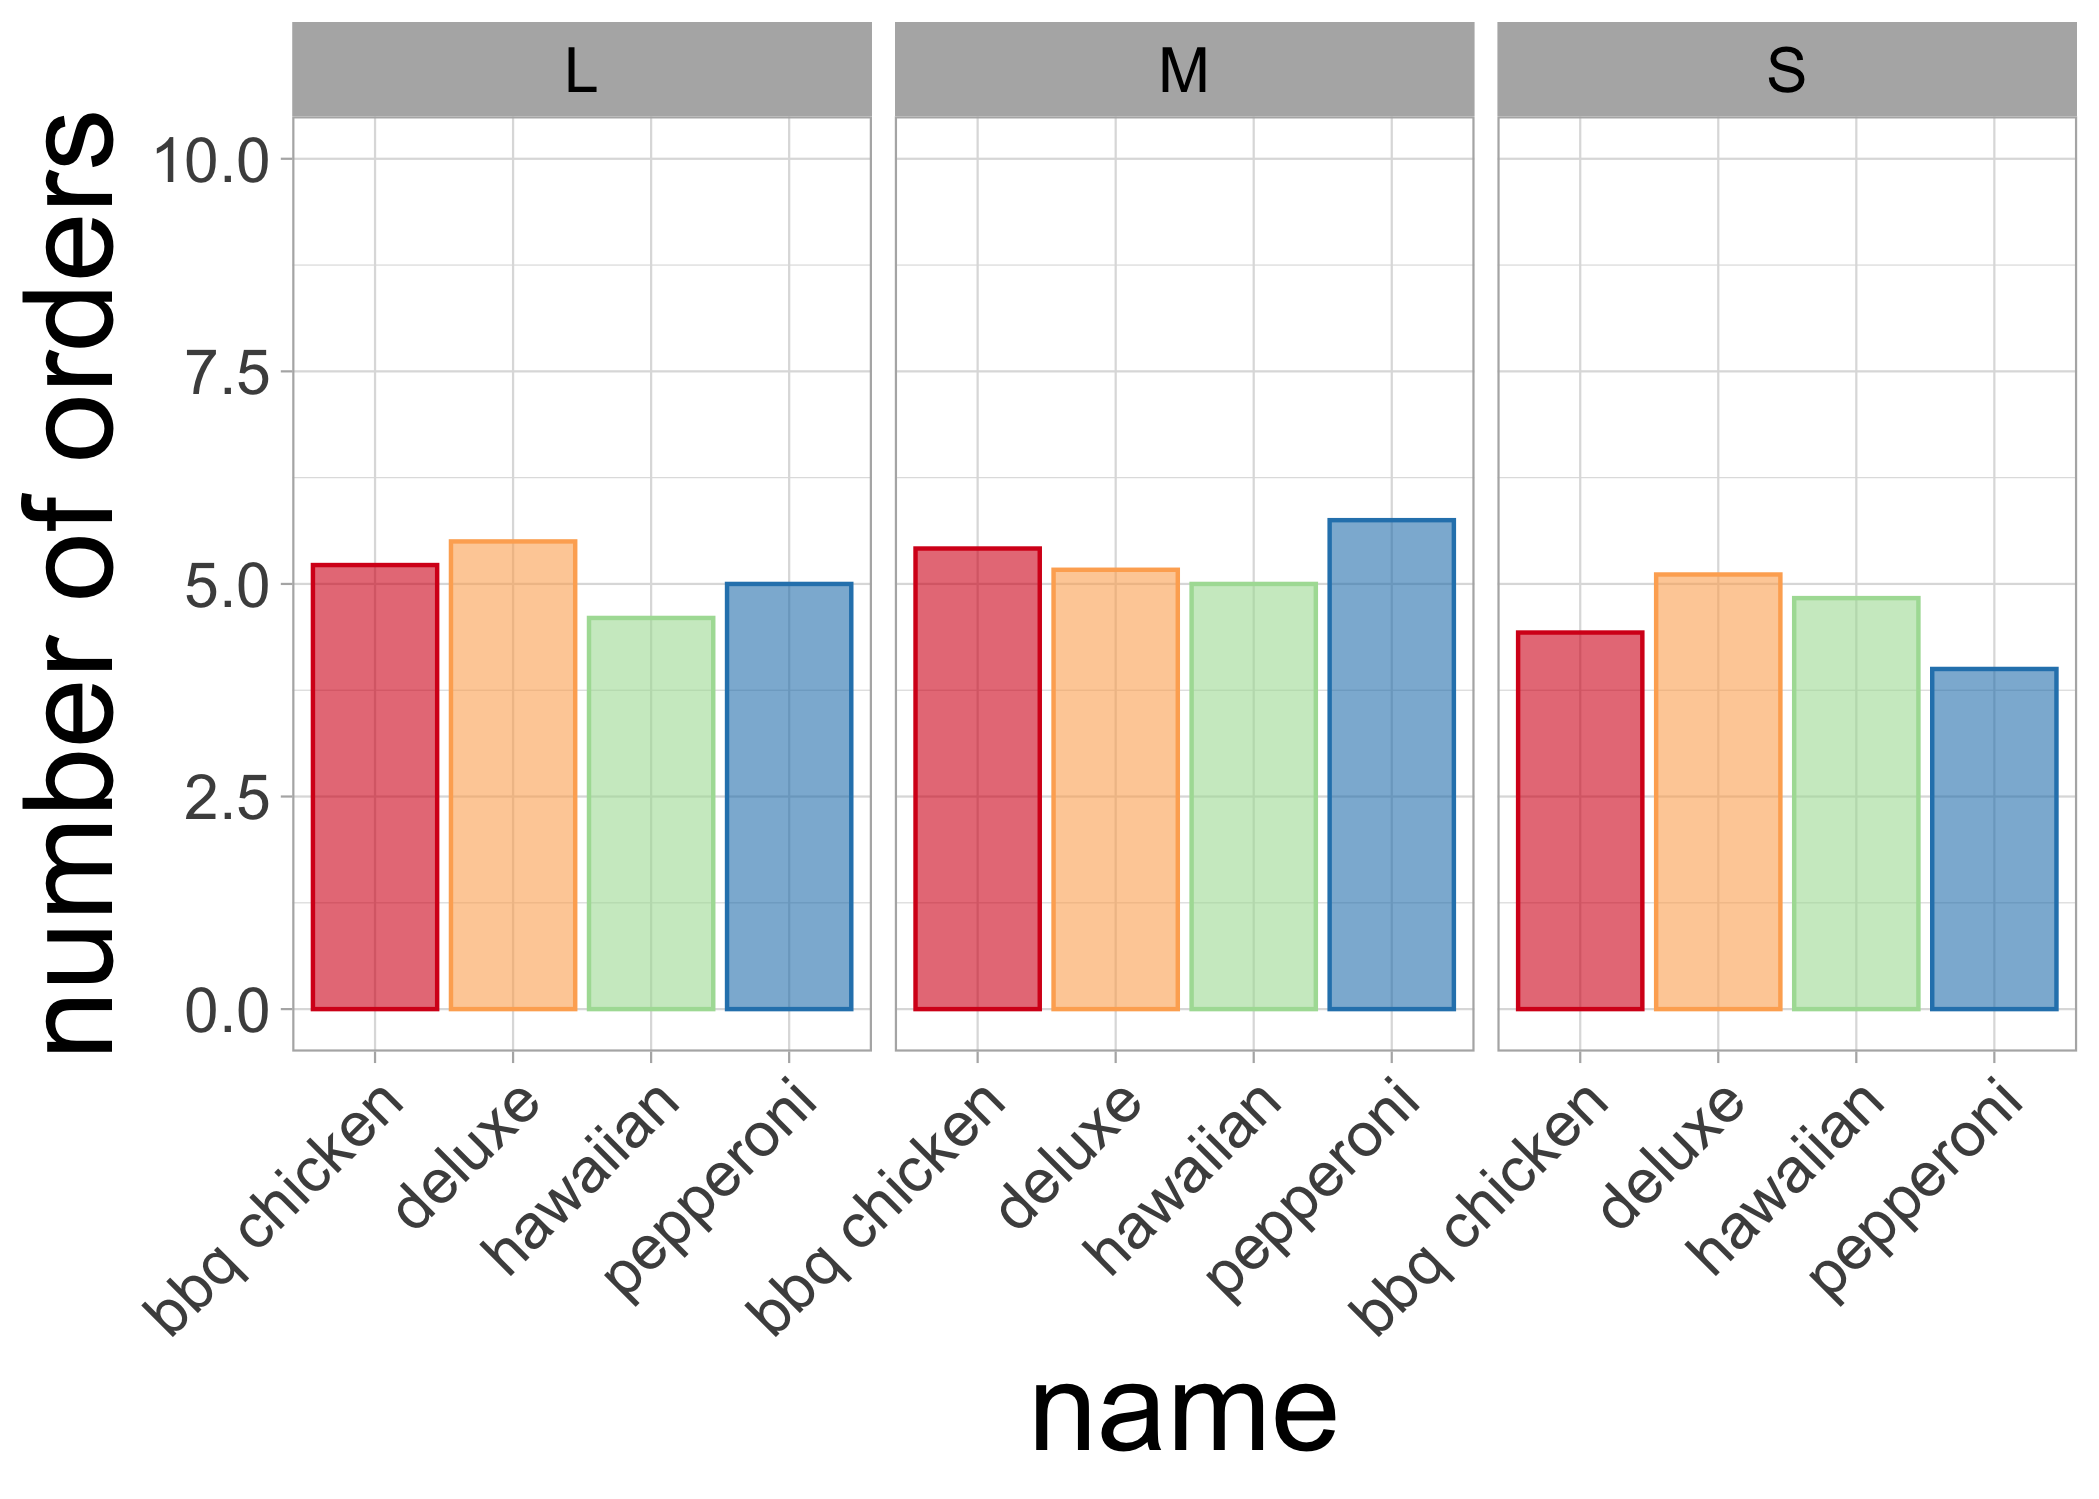 L M S
number of orders
10.0
7.5
5.0
2.5
0.0
bbq chicken deluxe hawaiian pepperoni bbq chicken deluxe hawaiian pepperoni bbq chicken deluxe hawaiian pepperoni
name